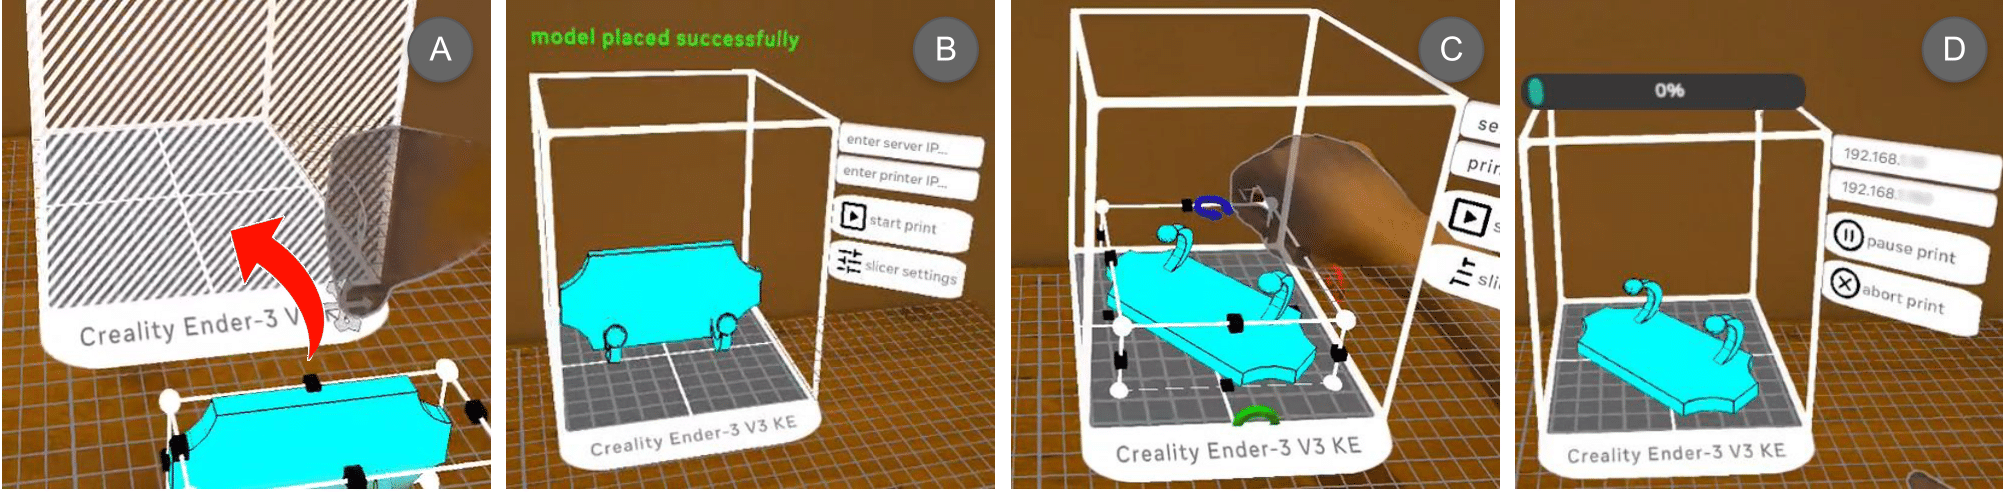 A
Creality Ender-3 V
B
model placed successfully
enter server IP...
enter printer IP...
start print
slicer settings
Creality Ender-3 V3 KE
C
se
prin
s
sli
Creality Ender-3 V3 KE
D
0%
192.168.
192.168.
pause print
abort print
Creality Ender-3 V3 KE